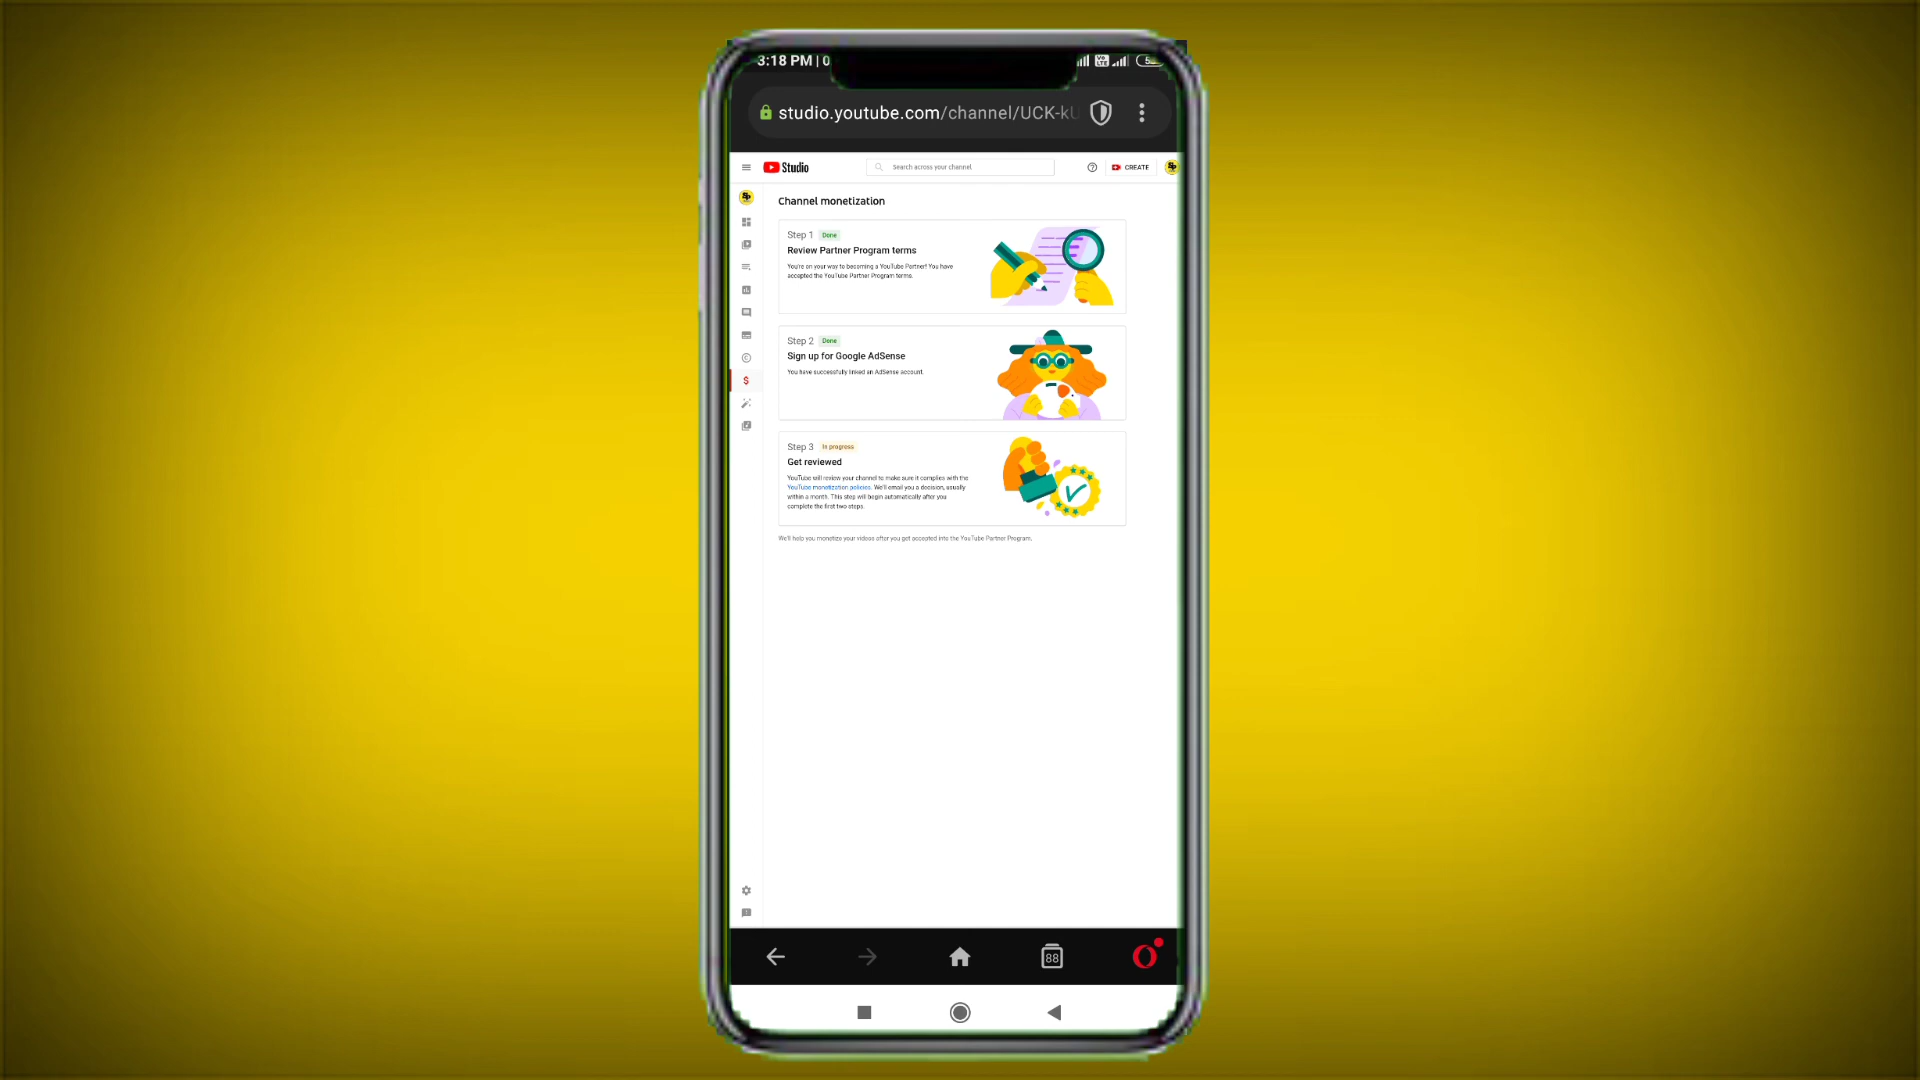 3:18 PM | 0
studio.youtube.com/channel/UCK-kU
Studio
Search across your channel
CREATE
Channel monetization
Step 1 Done
Review Partner Program terms
You're on your way to becoming a YouTube Partner! You have
accepted the YouTube Partner Program terms.
Step 2 Done
Sign up for Google AdSense
You have successfully linked an AdSense account.
Step 3 In progress
Get reviewed
YouTube will review your channel to make sure it complies with the
YouTube monetization policies. We'll email you a decision, usually
within a month. This step will begin automatically after you
complete the first two steps.
We'll help you monetize your videos after you get accepted into the YouTube Partner Program.
88